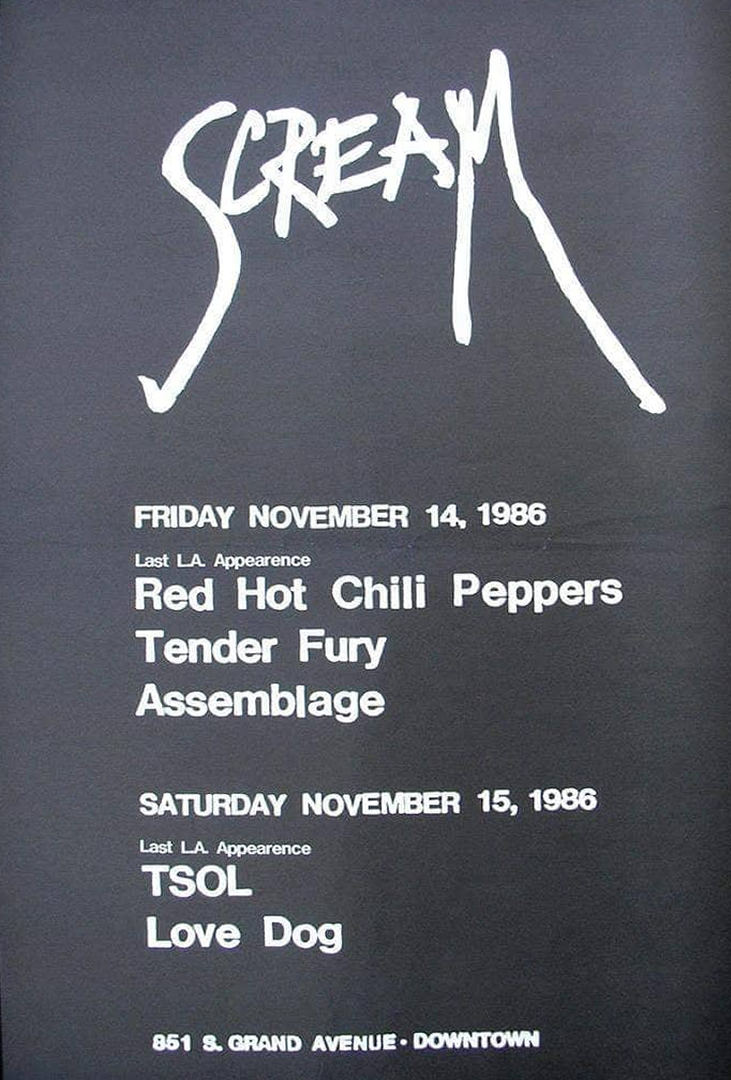 SCREAM
FRIDAY NOVEMBER 14, 1986
Last L.A. Appearence
Red Hot Chili Peppers
Tender Fury
Assemblage
SATURDAY NOVEMBER 15, 1986
Last L.A. Appearence
TSOL
Love Dog
851 S. GRAND AVENUE • DOWNTOWN